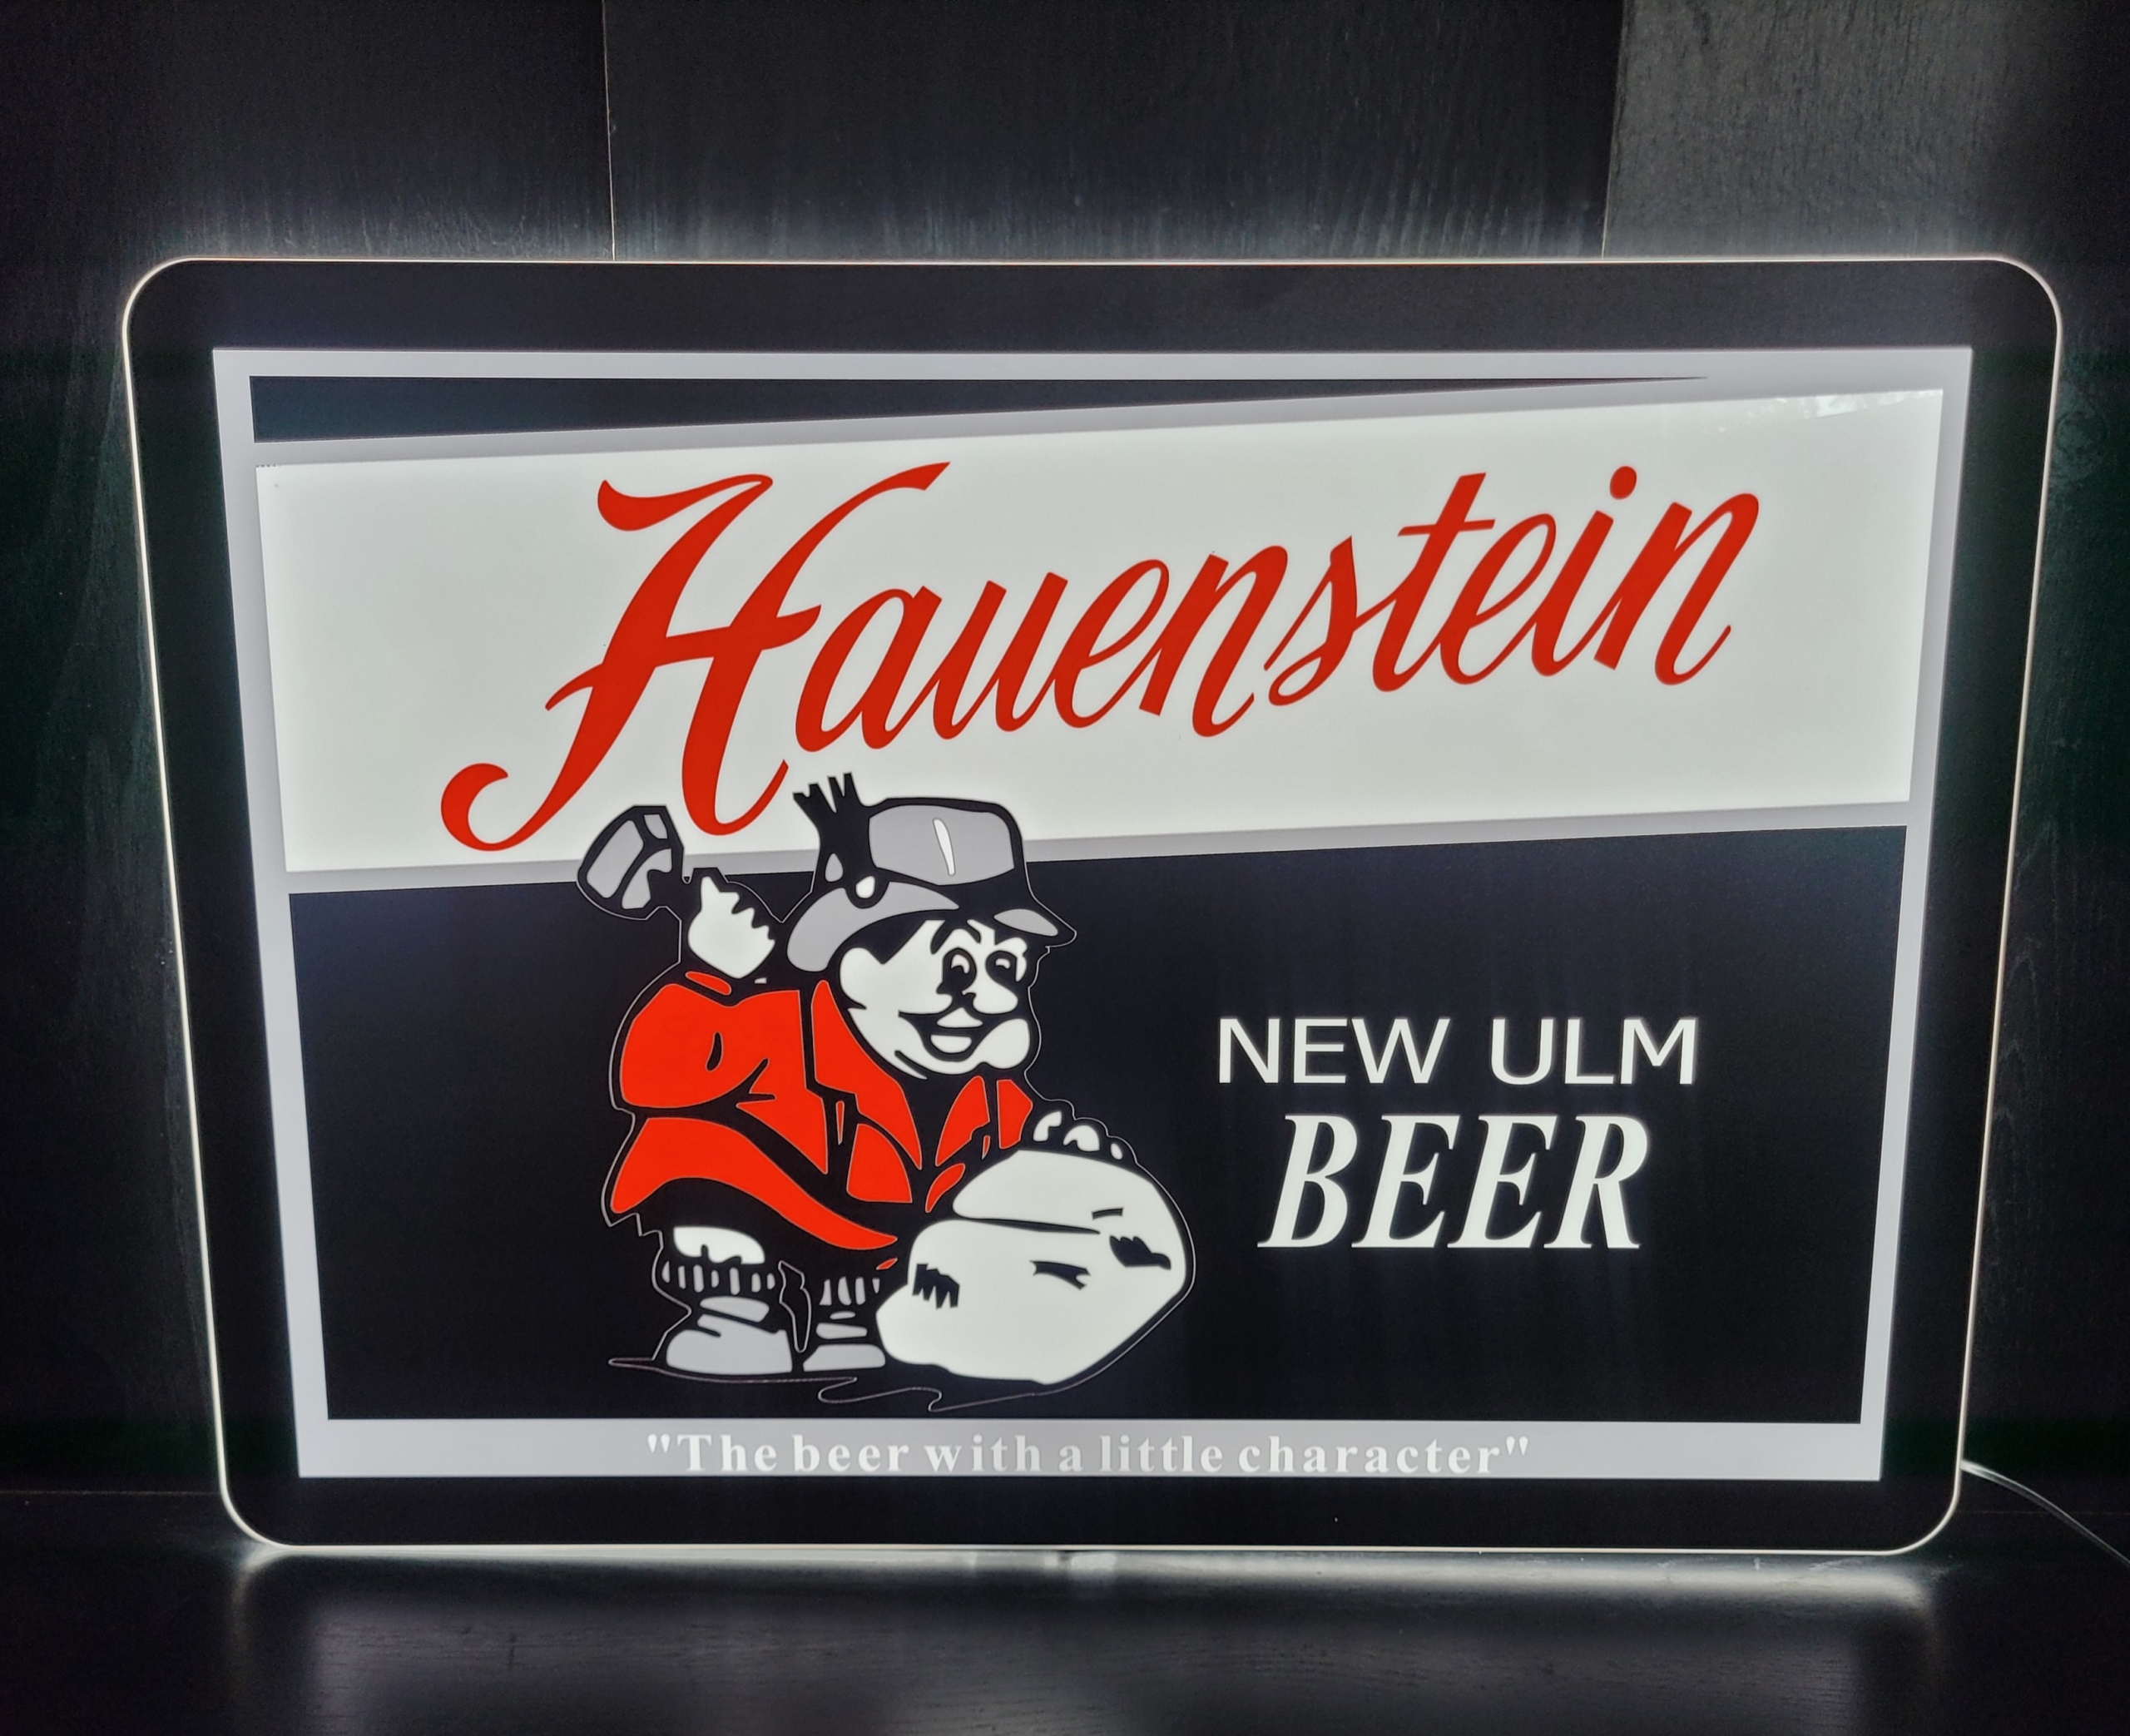 Hauenstein
NEW ULM
BEER
"The beer with a little character"